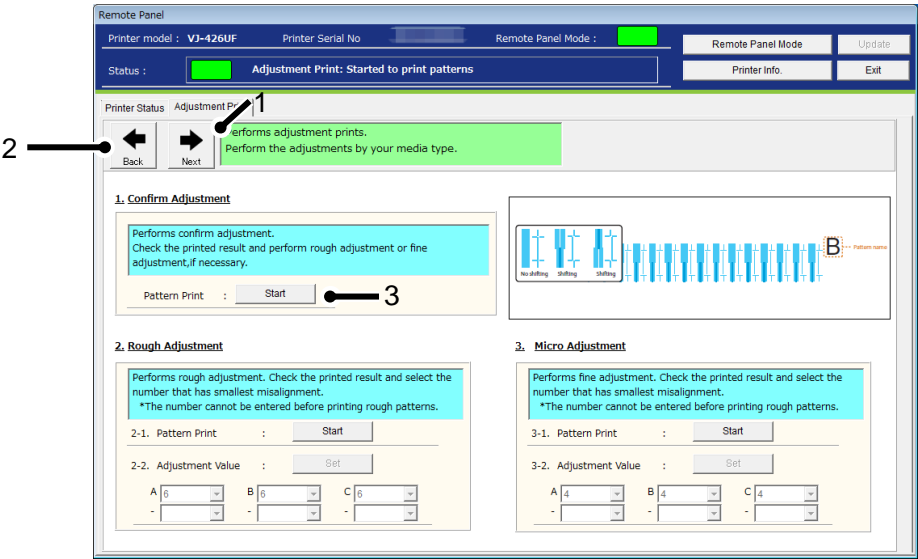 Remote Panel
Printer model : VJ-426UF Printer Serial No Remote Panel Mode :
Remote Panel Mode Update
Status : Adjustment Print: Started to print patterns
Printer Info. Exit
Printer Status Adjustment
1
2
Back Next
Performs adjustment prints.
Perform the adjustments by your media type.
1. Confirm Adjustment
Performs confirm adjustment.
Check the printed result and perform rough adjustment or fine
adjustment,if necessary.
Pattern Print : Start
3
No shifting Shifting Shifting
B Pattern name
2. Rough Adjustment
Performs rough adjustment. Check the printed result and select the
number that has smallest misalignment.
*The number cannot be entered before printing rough patterns.
2-1. Pattern Print : Start
2-2. Adjustment Value : Set
A 6 B 6 C 6
- - -
3. Micro Adjustment
Performs fine adjustment. Check the printed result and select the
number that has smallest misalignment.
*The number cannot be entered before printing rough patterns.
3-1. Pattern Print : Start
3-2. Adjustment Value : Set
A 4 B 4 C 4
- - -